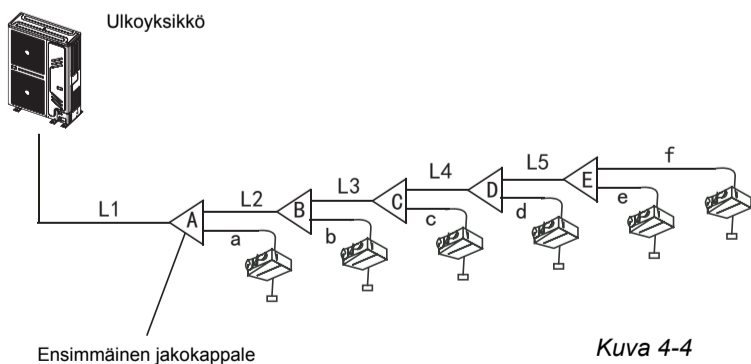 Ulkoyksikkö
L1
A
L2
B
L3
C
L4
D
L5
E
f
a
b
c
d
e
Ensimmäinen jakokappale
Kuva 4-4